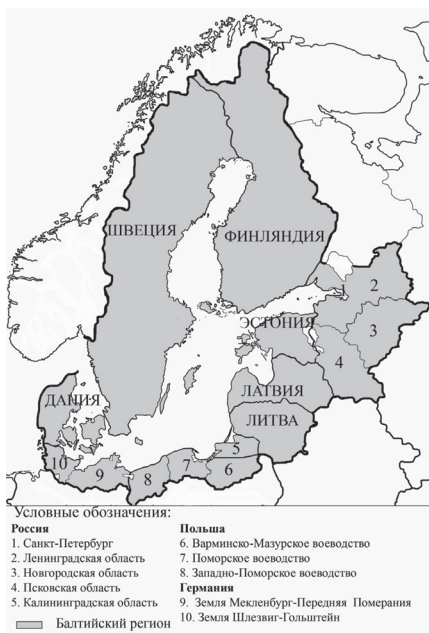 ШВЕЦИЯ
ФИНЛЯНДИЯ
1
2
ЭСТОНИЯ
3
4
ДАНИЯ
ЛАТВИЯ
ЛИТВА
5
10
9
8
7
6
Условные обозначения:
Россия
1. Санкт-Петербург
2. Ленинградская область
3. Новгородская область
4. Псковская область
5. Калининградская область
Польша
6. Варминско-Мазурское воеводство
7. Поморское воеводство
8. Западно-Поморское воеводство
Германия
9. Земля Мекленбург-Передняя Померания
10. Земля Шлезвиг-Гольштейн
Балтийский регион